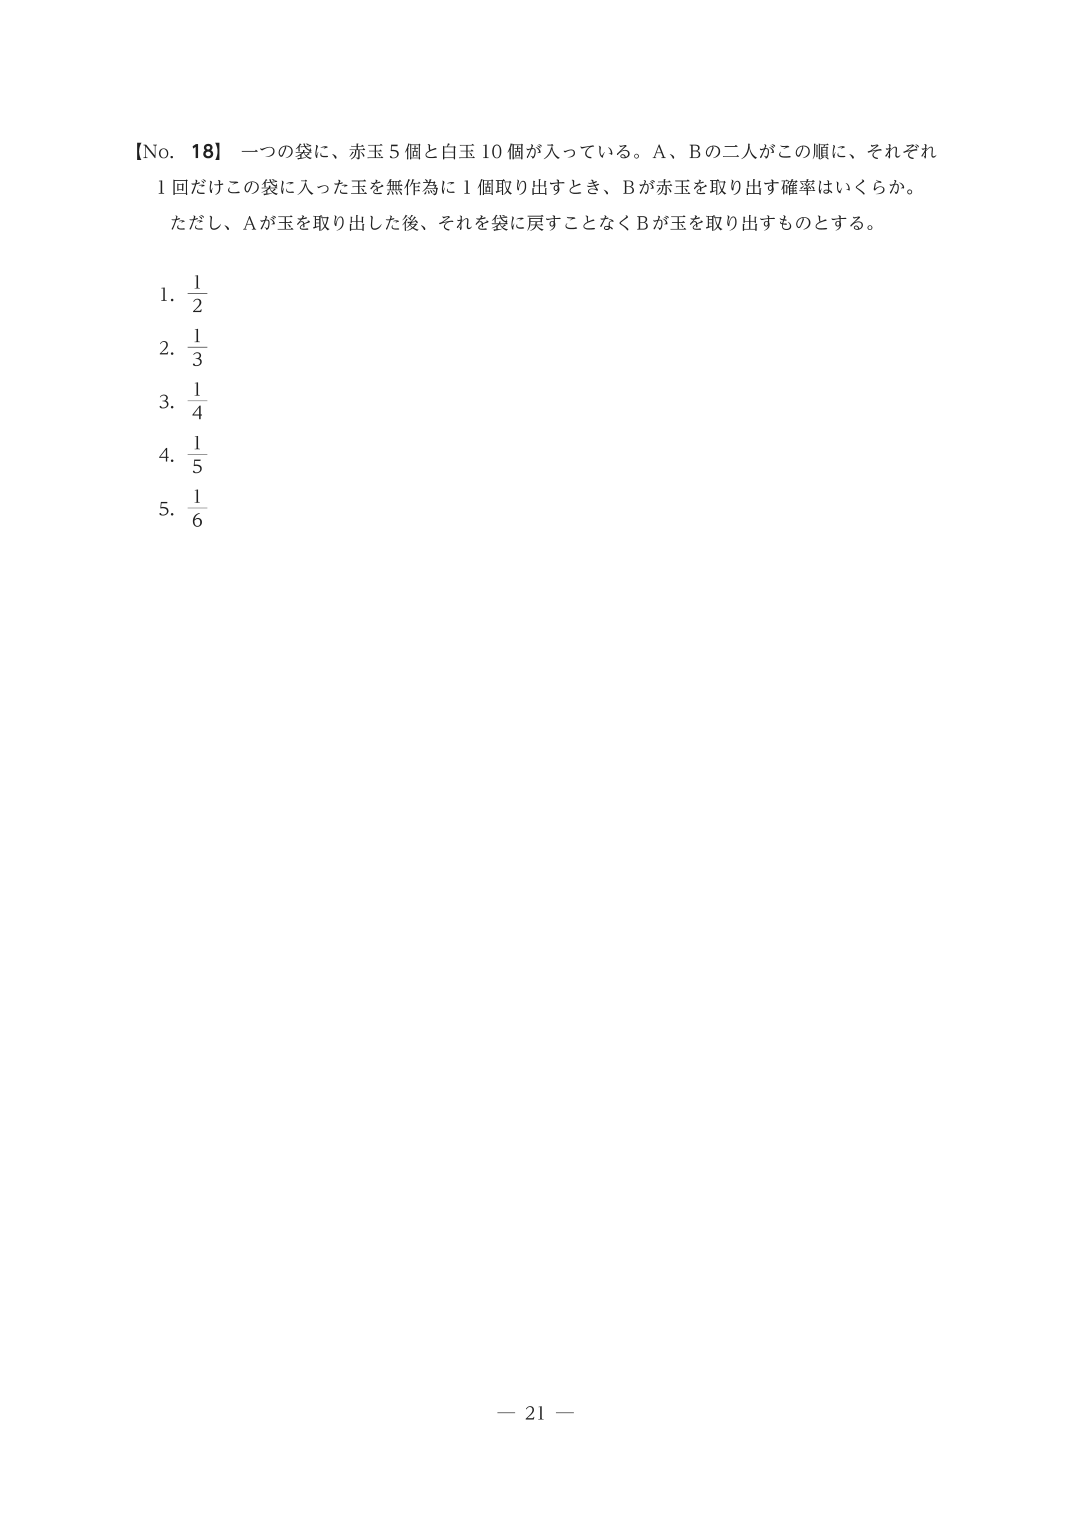 【No. 18】 一つの袋に、赤玉5個と白玉10個が入っている。A、Bの二人がこの順に、それぞれ
1回だけこの袋に入った玉を無作為に1個取り出すとき、Bが赤玉を取り出す確率はいくらか。
ただし、Aが玉を取り出した後、それを袋に戻すことなくBが玉を取り出すものとする。
1. 1/2
2. 1/3
3. 1/4
4. 1/5
5. 1/6
— 21 —